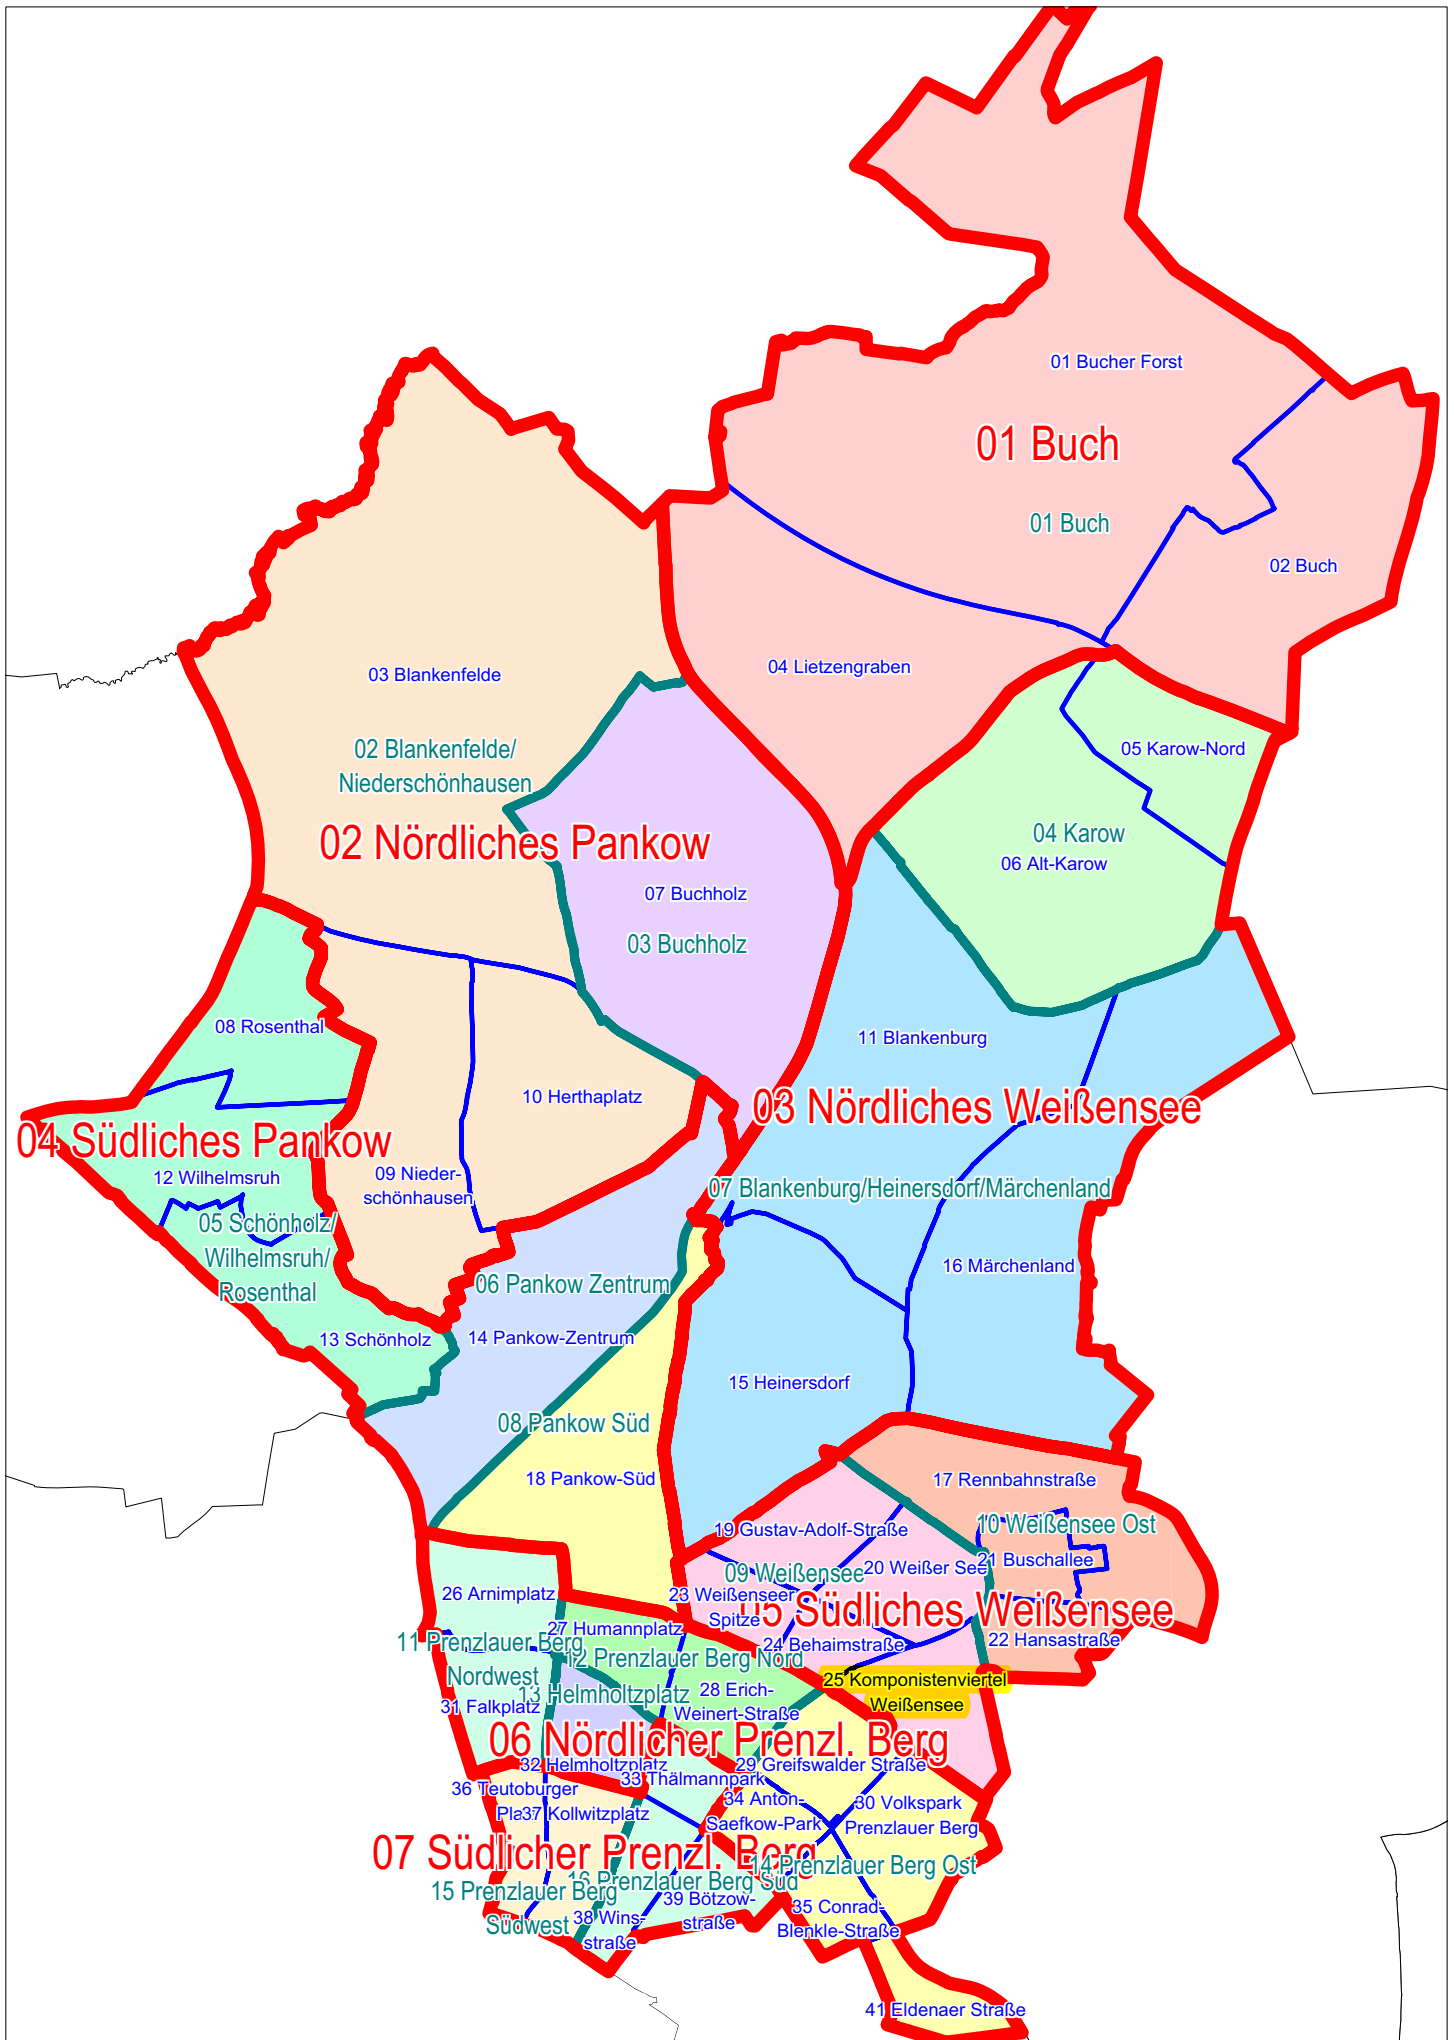 01 Bucher Forst
01 Buch
01 Buch
02 Buch
04 Lietzengraben
03 Blankenfelde
02 Blankenfelde/
Niederschönhausen
05 Karow-Nord
04 Karow
06 Alt-Karow
02 Nördliches Pankow
07 Buchholz
03 Buchholz
08 Rosenthal
11 Blankenburg
10 Herthaplatz
03 Nördliches Weißensee
04 Südliches Pankow
12 Wilhelmsruh
09 Nieder-
schönhausen
07 Blankenburg/Heinersdorf/Märchenland
05 Schönholz/
Wilhelmsruh/
Rosenthal
16 Märchenland
06 Pankow Zentrum
13 Schönholz
14 Pankow-Zentrum
15 Heinersdorf
08 Pankow Süd
18 Pankow-Süd
17 Rennbahnstraße
10 Weißensee Ost
19 Gustav-Adolf-Straße
20 Weißer See
21 Buschallee
09 Weißensee
23 Weißenseer
Spitze
05 Südliches Weißensee
26 Arnimplatz
27 Humannplatz
24 Behaimstraße
22 Hansastraße
11 Prenzlauer Berg
Nordwest
12 Prenzlauer Berg Nord
25 Komponistenviertel
Weißensee
13 Helmholtzplatz
28 Erich-
Weinert-Straße
31 Falkplatz
06 Nördlicher Prenzl. Berg
32 Helmholtzplatz
29 Greifswalder Straße
33 Thälmannpark
36 Teutoburger
Pla
37 Kollwitzplatz
34 Anton-
Saefkow-Park
30 Volkspark
Prenzlauer Berg
07 Südlicher Prenzl. Berg
14 Prenzlauer Berg Ost
16 Prenzlauer Berg Süd
15 Prenzlauer Berg
Südwest
39 Bötzow-
straße
38 Wins-
straße
35 Conrad-
Blenkle-Straße
41 Eldenaer Straße